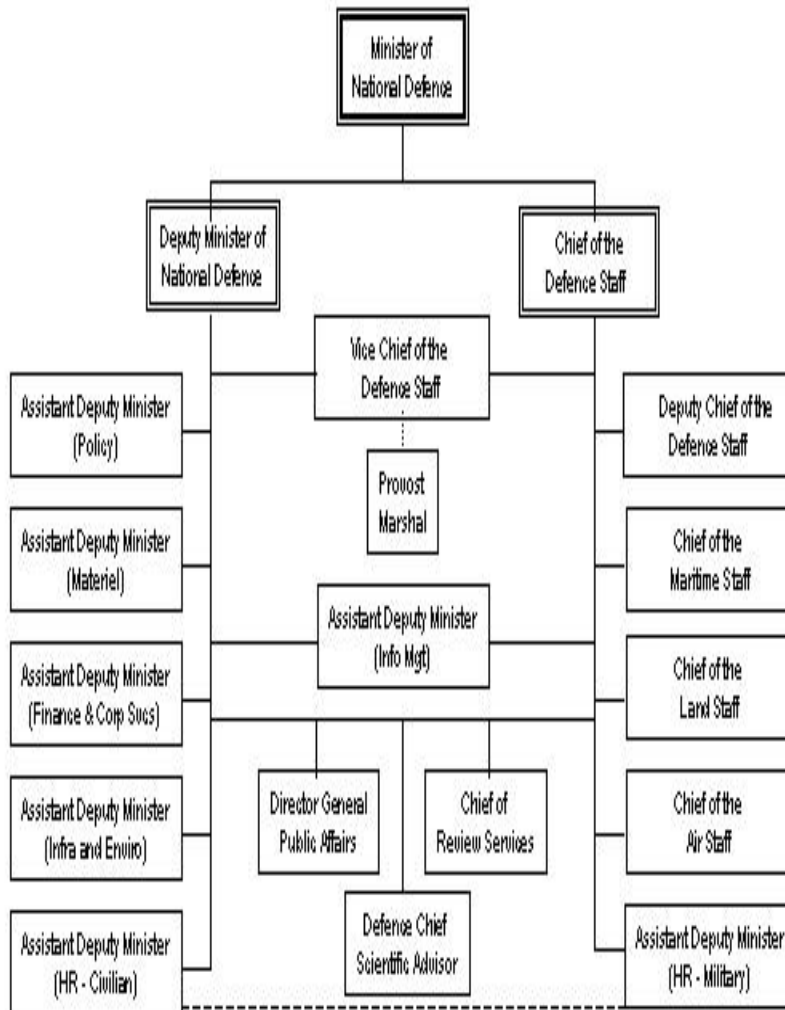 Minister of
National Defence
Deputy Minister of
National Defence
Chief of the
Defence Staff
Vice Chief of the
Defence Staff
Assistant Deputy Minister
(Policy)
Deputy Chief of the
Defence Staff
Provost
Marshal
Assistant Deputy Minister
(Materiel)
Chief of the
Maritime Staff
Assistant Deputy Minister
(Info Mgt)
Assistant Deputy Minister
(Finance & Corp Svcs)
Chief of the
Land Staff
Director General
Public Affairs
Chief of
Review Services
Assistant Deputy Minister
(Infra and Enviro)
Chief of the
Air Staff
Defence Chief
Scientific Advisor
Assistant Deputy Minister
(HR - Civilian)
Assistant Deputy Minister
(HR - Military)